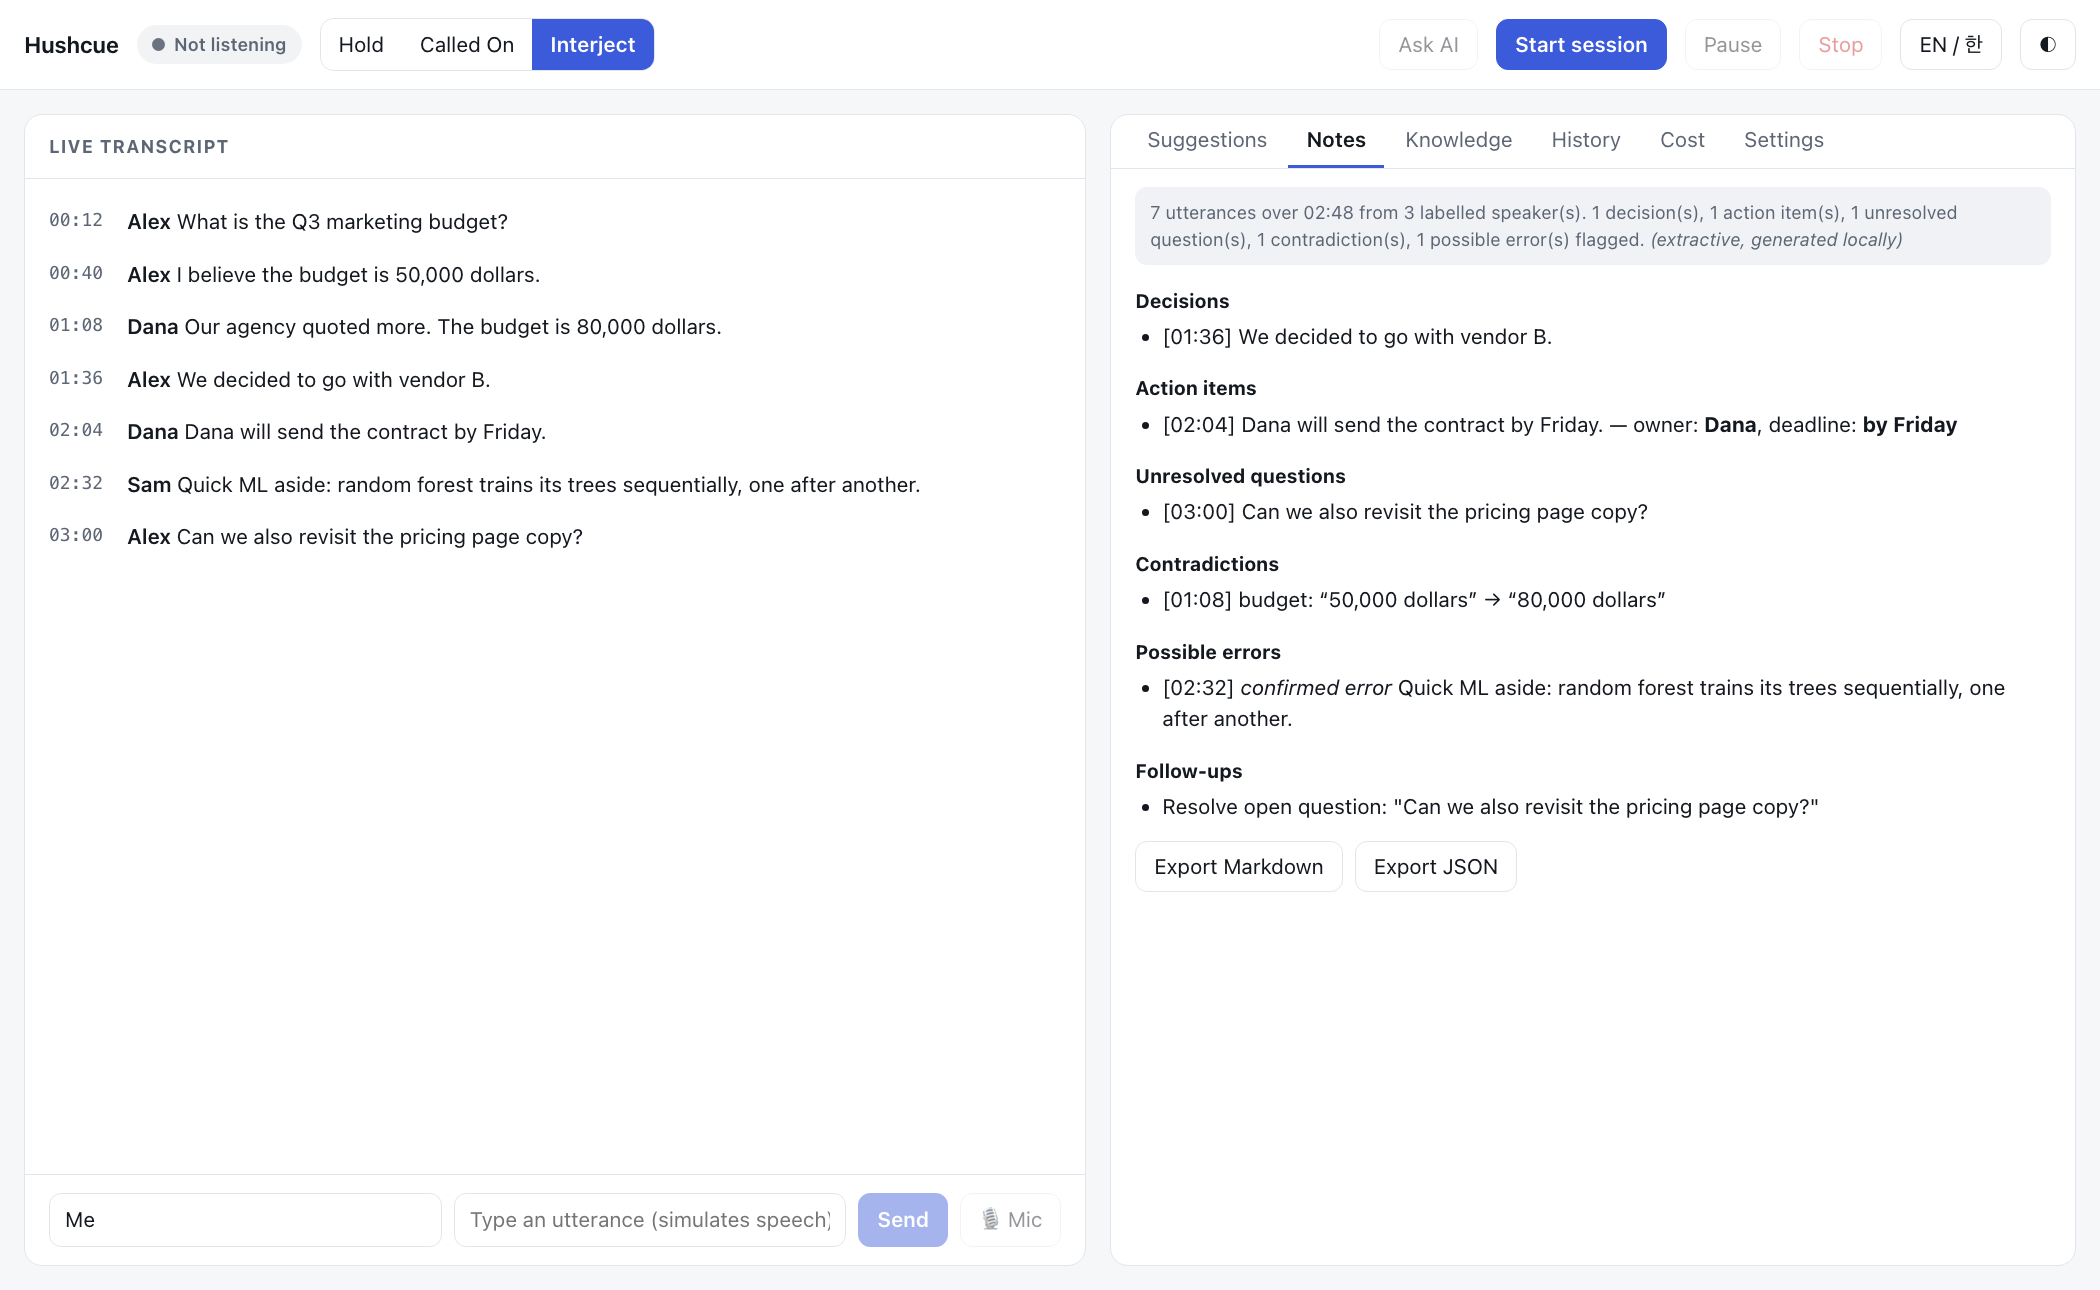 Hushcue
Not listening
Hold
Called On
Interject
Ask AI
Start session
Pause
Stop
EN / 한
LIVE TRANSCRIPT
00:12 Alex What is the Q3 marketing budget?
00:40 Alex I believe the budget is 50,000 dollars.
01:08 Dana Our agency quoted more. The budget is 80,000 dollars.
01:36 Alex We decided to go with vendor B.
02:04 Dana Dana will send the contract by Friday.
02:32 Sam Quick ML aside: random forest trains its trees sequentially, one after another.
03:00 Alex Can we also revisit the pricing page copy?
Me
Type an utterance (simulates speech)
Send
Mic
Suggestions
Notes
Knowledge
History
Cost
Settings
7 utterances over 02:48 from 3 labelled speaker(s). 1 decision(s), 1 action item(s), 1 unresolved
question(s), 1 contradiction(s), 1 possible error(s) flagged. (extractive, generated locally)
Decisions
• [01:36] We decided to go with vendor B.
Action items
• [02:04] Dana will send the contract by Friday. — owner: Dana, deadline: by Friday
Unresolved questions
• [03:00] Can we also revisit the pricing page copy?
Contradictions
• [01:08] budget: “50,000 dollars” → “80,000 dollars”
Possible errors
• [02:32] confirmed error Quick ML aside: random forest trains its trees sequentially, one
after another.
Follow-ups
• Resolve open question: "Can we also revisit the pricing page copy?"
Export Markdown
Export JSON